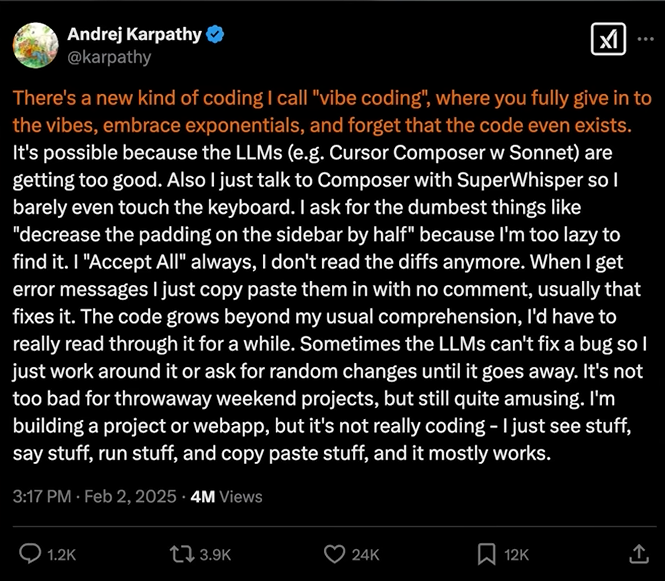 Andrej Karpathy
@karpathy
There's a new kind of coding I call "vibe coding", where you fully give in to
the vibes, embrace exponentials, and forget that the code even exists.
It's possible because the LLMs (e.g. Cursor Composer w Sonnet) are
getting too good. Also I just talk to Composer with SuperWhisper so I
barely even touch the keyboard. I ask for the dumbest things like
"decrease the padding on the sidebar by half" because I'm too lazy to
find it. I "Accept All" always, I don't read the diffs anymore. When I get
error messages I just copy paste them in with no comment, usually that
fixes it. The code grows beyond my usual comprehension, I'd have to
really read through it for a while. Sometimes the LLMs can't fix a bug so I
just work around it or ask for random changes until it goes away. It's not
too bad for throwaway weekend projects, but still quite amusing. I'm
building a project or webapp, but it's not really coding - I just see stuff,
say stuff, run stuff, and copy paste stuff, and it mostly works.
3:17 PM · Feb 2, 2025 · 4M Views
1.2K 3.9K 24K 12K